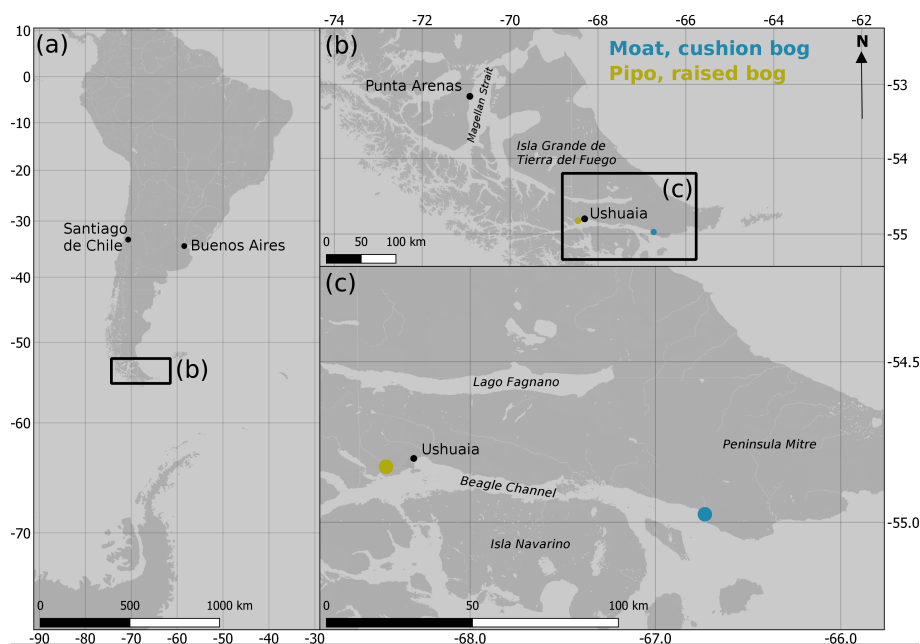 -74 -72 -70 -68 -66 -64 -62
10
0
-10
-20
-30
-40
-50
-60
-70
(a)
Santiago
de Chile
Buenos Aires
(b)
0 500 1000 km
-90 -80 -70 -60 -50 -40 -30
(b)
Moat, cushion bog
Pipo, raised bog
N
Punta Arenas
Magellan Strait
Isla Grande de
Tierra del Fuego
(c)
Ushuaia
0 50 100 km
-53
-54
-55
(c)
Lago Fagnano
Ushuaia
Peninsula Mitre
Beagle Channel
Isla Navarino
0 50 100 km
-54.5
-55.0
-68.0 -67.0 -66.0